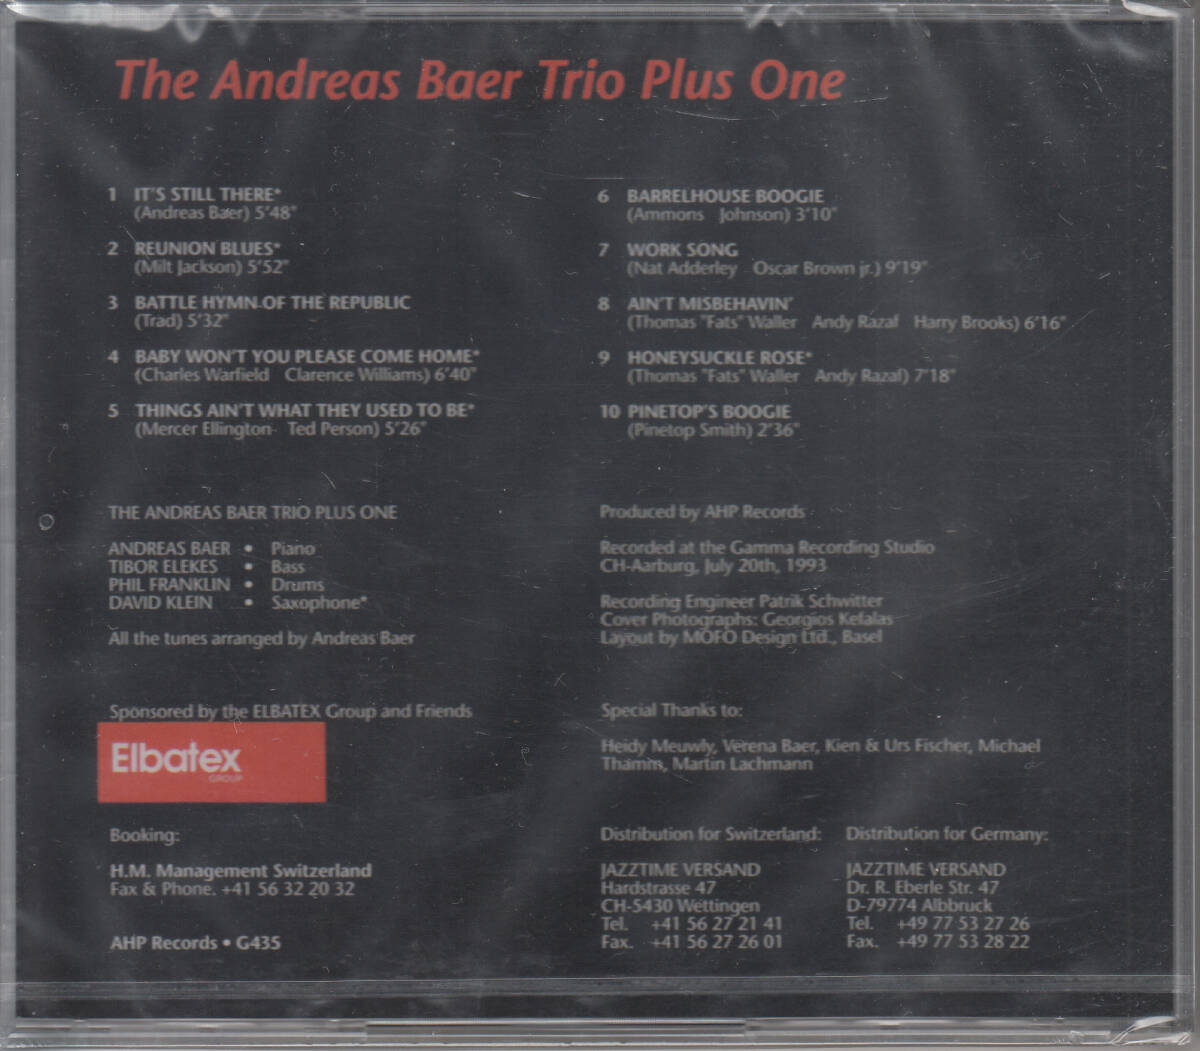 The Andreas Baer Trio Plus One
1 IT'S STILL THERE*
(Andreas Baer) 5'48"
2 REUNION BLUES*
(Milt Jackson) 5'52"
3 BATTLE HYMN OF THE REPUBLIC
(Trad) 5'32"
4 BABY WON'T YOU PLEASE COME HOME*
(Charles Warfield Clarence Williams) 6'40"
5 THINGS AIN'T WHAT THEY USED TO BE*
(Mercer Ellington Ted Person) 5'26"
6 BARRELHOUSE BOOGIE
(Ammons Johnson) 3'10"
7 WORK SONG
(Nat Adderley Oscar Brown jr.) 9'19"
8 AIN'T MISBEHAVIN'
(Thomas "Fats" Waller Andy Razaf Harry Brooks) 6'16"
9 HONEYSUCKLE ROSE*
(Thomas "Fats" Waller Andy Razaf) 7'18"
10 PINETOP'S BOOGIE
(Pinetop Smith) 2'36"
THE ANDREAS BAER TRIO PLUS ONE
ANDREAS BAER • Piano
TIBOR ELEKES • Bass
PHIL FRANKLIN • Drums
DAVID KLEIN • Saxophone*
All the tunes arranged by Andreas Baer
Produced by AHP Records
Recorded at the Gamma Recording Studio
CH-Aarburg, July 20th, 1993
Recording Engineer Patrik Schwitter
Cover Photographs: Georgios Kefalas
Layout by MOFO Design Ltd., Basel
Sponsored by the ELBATEX Group and Friends
Elbatex
GROUP
Special Thanks to:
Heidy Meuwly, Verena Baer, Kien & Urs Fischer, Michael
Thamm, Martin Lachmann
Booking:
H.M. Management Switzerland
Fax & Phone. +41 56 32 20 32
AHP Records • G435
Distribution for Switzerland:
JAZZTIME VERSAND
Hardstrasse 47
CH-5430 Wettingen
Tel. +41 56 27 21 41
Fax. +41 56 27 26 01
Distribution for Germany:
JAZZTIME VERSAND
Dr. R. Eberle Str. 47
D-79774 Albbruck
Tel. +49 77 53 27 26
Fax. +49 77 53 28 22